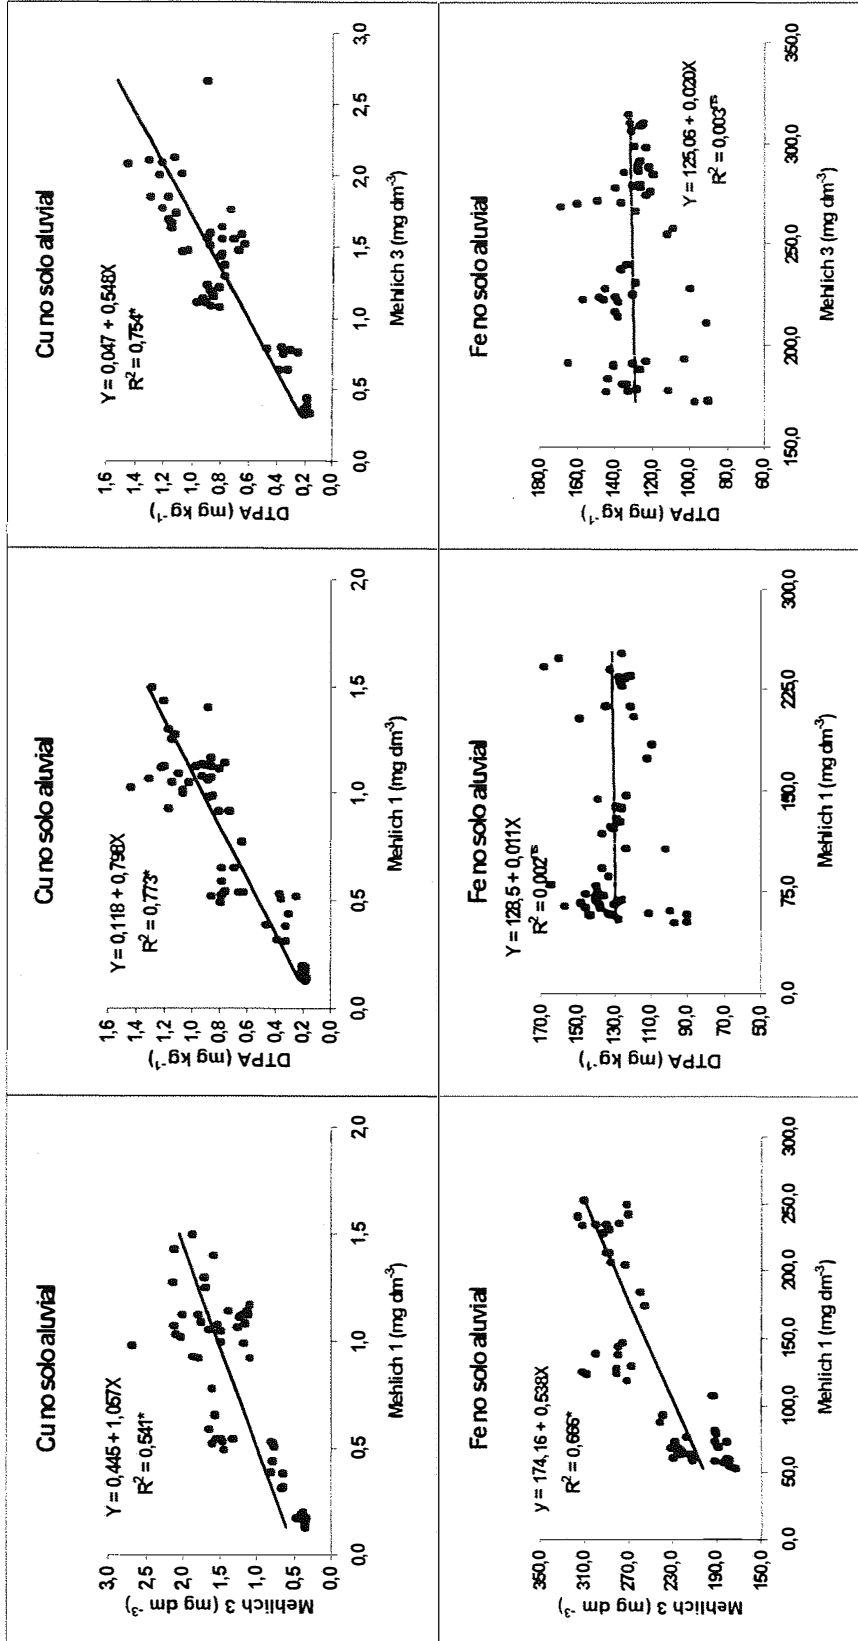 Cu no solo aluvial
Y = 0,445 + 1,057X
R² = 0,541*
3,0
2,5
2,0
1,5
1,0
0,5
0,0
Mehlich 3 (mg dm⁻³)
0,0 0,5 1,0 1,5 2,0
Mehlich 1 (mg dm⁻³)
Cu no solo aluvial
Y = 0,118 + 0,798X
R² = 0,773*
1,6
1,4
1,2
1,0
0,8
0,6
0,4
0,2
0,0
DTPA (mg kg⁻¹)
0,0 0,5 1,0 1,5 2,0
Mehlich 1 (mg dm⁻³)
Cu no solo aluvial
Y = 0,047 + 0,548X
R² = 0,754*
1,6
1,4
1,2
1,0
0,8
0,6
0,4
0,2
0,0
DTPA (mg kg⁻¹)
0,0 0,5 1,0 1,5 2,0 2,5 3,0
Mehlich 3 (mg dm⁻³)
Fe no solo aluvial
y = 174,16 + 0,538X
R² = 0,666*
350,0
310,0
270,0
230,0
190,0
150,0
Mehlich 3 (mg dm⁻³)
0,0 50,0 100,0 150,0 200,0 250,0 300,0
Mehlich 1 (mg dm⁻³)
Fe no solo aluvial
Y = 128,5 + 0,011X
R² = 0,002ⁿˢ
170,0
150,0
130,0
110,0
90,0
70,0
50,0
DTPA (mg kg⁻¹)
0,0 75,0 150,0 225,0 300,0
Mehlich 1 (mg dm⁻³)
Fe no solo aluvial
180,0
160,0
140,0
120,0
100,0
80,0
60,0
DTPA (mg kg⁻¹)
Y = 125,06 + 0,020X
R² = 0,003ⁿˢ
150,0 200,0 250,0 300,0 350,0
Mehlich 3 (mg dm⁻³)